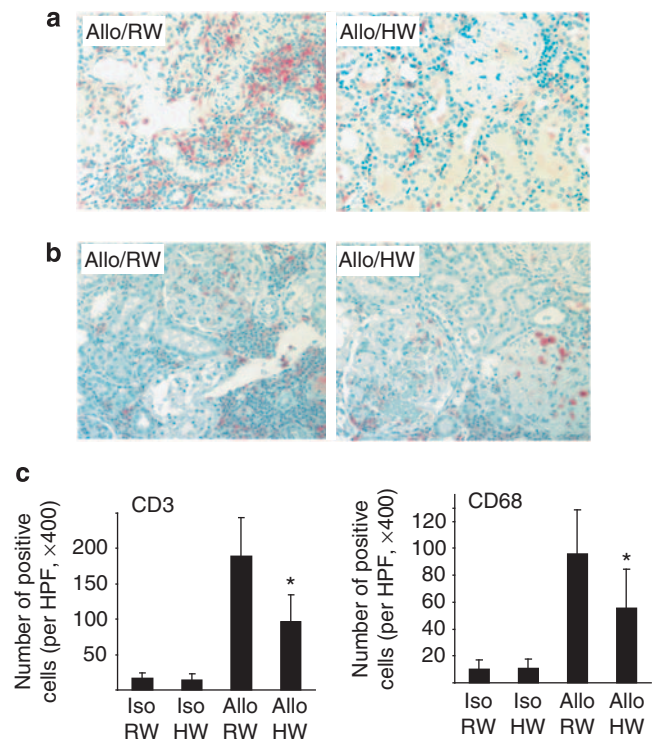 a
Allo/RW
Allo/HW
b
Allo/RW
Allo/HW
c
CD3
Number of positive
cells (per HPF, ×400)
200
150
100
50
*
Iso
RW
Iso
HW
Allo
RW
Allo
HW
CD68
Number of positive
cells (per HPF, ×400)
120
100
80
60
40
20
*
Iso
RW
Iso
HW
Allo
RW
Allo
HW